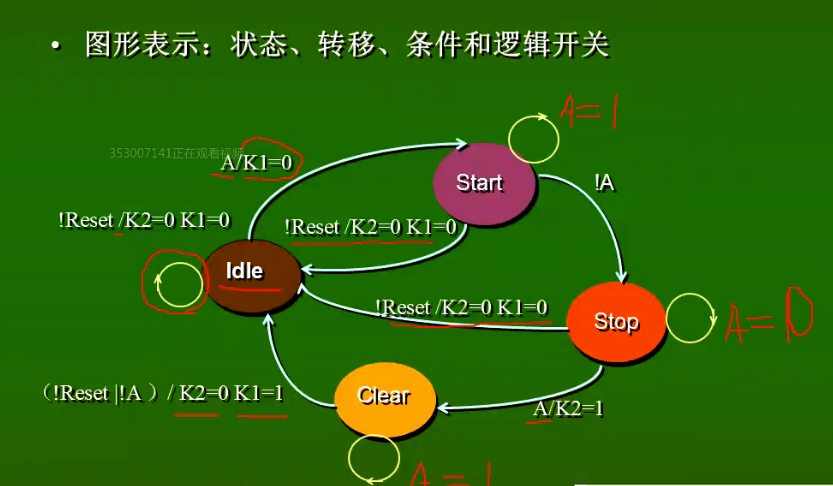 • 图形表示：状态、转移、条件和逻辑开关
A=1
353007141正在观看视频
A/K1=0
Start
!A
!Reset /K2=0 K1=0
!Reset /K2=0 K1=0
Idle
!Reset /K2=0 K1=0
Stop
A=0
（!Reset |!A ）/ K2=0 K1=1
Clear
A/K2=1
A=1